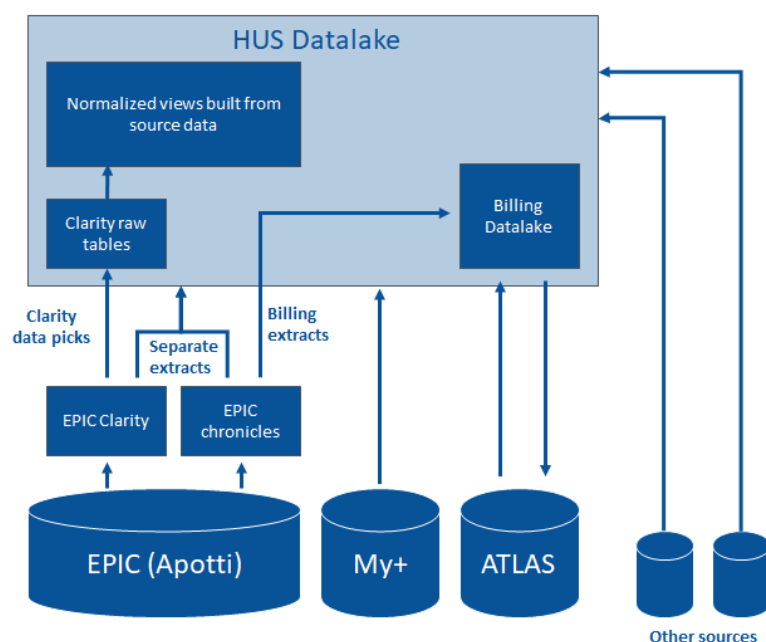 HUS Datalake
Normalized views built from
source data
Clarity raw
tables
Billing
Datalake
Clarity
data picks
Separate
extracts
Billing
extracts
EPIC Clarity
EPIC
chronicles
EPIC (Apotti)
My+
ATLAS
Other sources